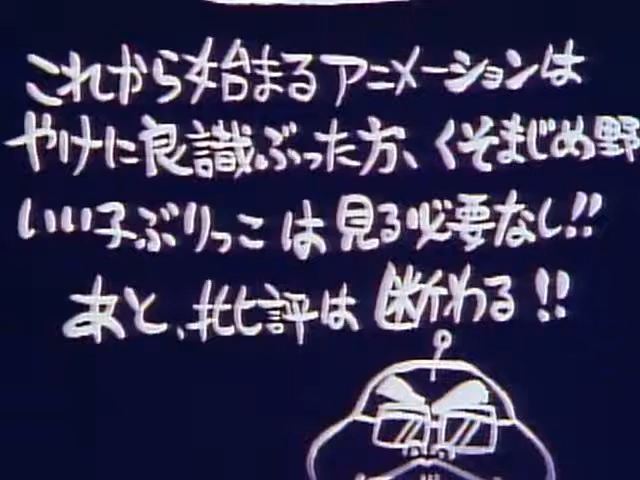 これから始まるアニメーションは
やけに良識ぶった方、くそまじめ野
いい子ぶりっこは見る必要なし!!
あと、批評は断わる!!